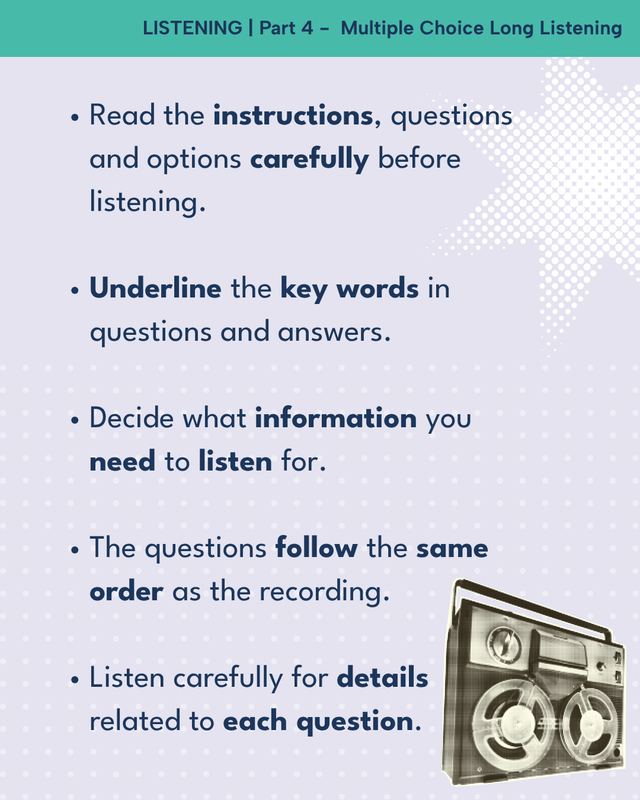 LISTENING | Part 4 – Multiple Choice Long Listening
• Read the instructions, questions
and options carefully before
listening.
• Underline the key words in
questions and answers.
• Decide what information you
need to listen for.
• The questions follow the same
order as the recording.
• Listen carefully for details
related to each question.